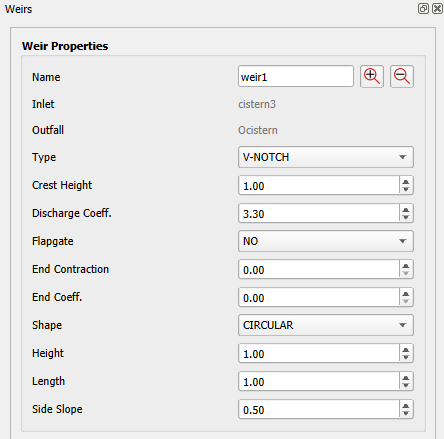 Weirs
Weir Properties
Name weir1
Inlet cistern3
Outfall Ocistern
Type V-NOTCH
Crest Height 1.00
Discharge Coeff. 3.30
Flapgate NO
End Contraction 0.00
End Coeff. 0.00
Shape CIRCULAR
Height 1.00
Length 1.00
Side Slope 0.50